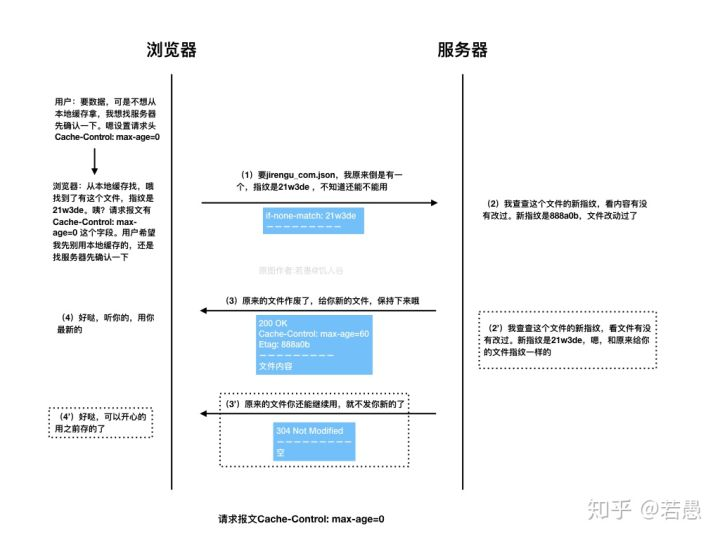 浏览器
服务器
用户：要数据，可是不想从
本地缓存拿，我想找服务器
先确认一下。嗯设置请求头
Cache-Control: max-age=0
浏览器：从本地缓存找，哦
找到了有这个文件，指纹是
21w3de。咦？请求报文有
Cache-Control: max-
age=0 这个字段。用户希望
我先别用本地缓存的，还是
找服务器先确认一下
（1）要jirengu_com.json，我原来倒是有一
个，指纹是21w3de ，不知道还能不能用
if-none-match: 21w3de
－－－－－－－－－
（2）我查查这个文件的新指纹，看内容有没
有改过。新指纹是888a0b，文件改动过了
原图作者:若愚@饥人谷
（3）原来的文件作废了，给你新的文件，保持下来哦
200 OK
Cache-Control: max-age=60
Etag: 888a0b
－－－－－－－－－
文件内容
（4）好哒，听你的，用你
最新的
（2'）我查查这个文件的新指纹，看文件有没
有改过。新指纹是21w3de，嗯，和原来给你
的文件指纹一样的
（3'）原来的文件你还能继续用，就不发你新的了
304 Not Modified
－－－－－－－－－
空
（4'）好哒，可以开心的
用之前存的了
请求报文Cache-Control: max-age=0
知乎 @若愚